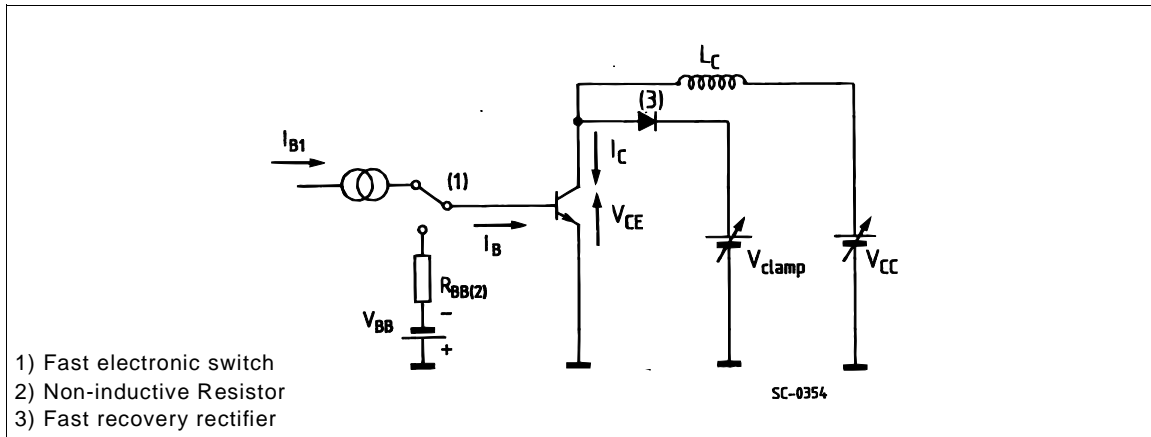 L_C
(3)
I_B1
I_C
(1)
V_CE
I_B
V_clamp
V_CC
R_BB(2)
V_BB
−
+
1) Fast electronic switch
2) Non-inductive Resistor
3) Fast recovery rectifier
SC-0354